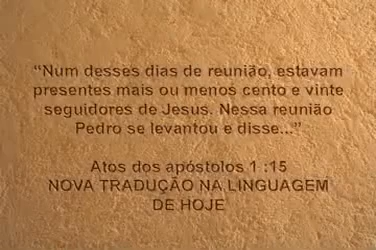 “Num desses dias de reunião, estavam
presentes mais ou menos cento e vinte
seguidores de Jesus. Nessa reunião
Pedro se levantou e disse...”
Atos dos apóstolos 1 :15
NOVA TRADUÇÃO NA LINGUAGEM
DE HOJE